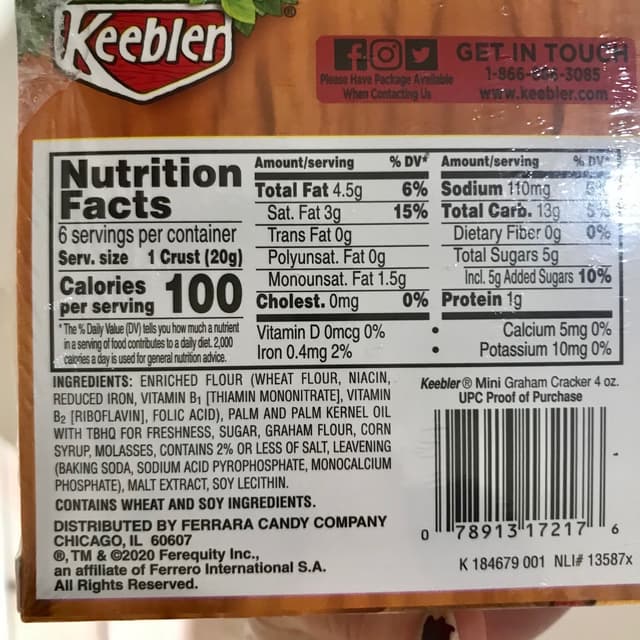 Keebler®
GET IN TOUCH
Please Have Package Available
When Contacting Us
1-866- -3085
www.keebler.com
Nutrition
Facts
6 servings per container
Serv. size 1 Crust (20g)
Calories
per serving 100
* The % Daily Value (DV) tells you how much a nutrient
in a serving of food contributes to a daily diet. 2,000
calories a day is used for general nutrition advice.
Amount/serving % DV*
Total Fat 4.5g 6%
Sat. Fat 3g 15%
Trans Fat 0g
Polyunsat. Fat 0g
Monounsat. Fat 1.5g
Cholest. 0mg 0%
Amount/serving % DV*
Sodium 110mg 5%
Total Carb. 13g 5%
Dietary Fiber 0g 0%
Total Sugars 5g
Incl. 5g Added Sugars 10%
Protein 1g
Vitamin D 0mcg 0% • Calcium 5mg 0%
Iron 0.4mg 2% • Potassium 10mg 0%
INGREDIENTS: ENRICHED FLOUR (WHEAT FLOUR, NIACIN,
REDUCED IRON, VITAMIN B₁ [THIAMIN MONONITRATE], VITAMIN
B₂ [RIBOFLAVIN], FOLIC ACID), PALM AND PALM KERNEL OIL
WITH TBHQ FOR FRESHNESS, SUGAR, GRAHAM FLOUR, CORN
SYRUP, MOLASSES, CONTAINS 2% OR LESS OF SALT, LEAVENING
(BAKING SODA, SODIUM ACID PYROPHOSPHATE, MONOCALCIUM
PHOSPHATE), MALT EXTRACT, SOY LECITHIN.
CONTAINS WHEAT AND SOY INGREDIENTS.
DISTRIBUTED BY FERRARA CANDY COMPANY
CHICAGO, IL 60607
®, TM & ©2020 Ferequity Inc.,
an affiliate of Ferrero International S.A.
All Rights Reserved.
Keebler® Mini Graham Cracker 4 oz.
UPC Proof of Purchase
0 78913 17217 6
K 184679 001 NLI# 13587x